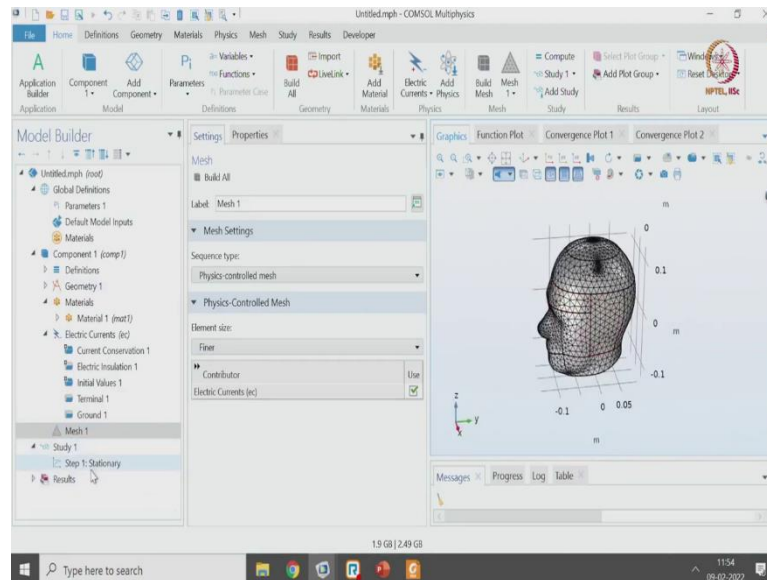 Untitled.mph - COMSOL Multiphysics
File Home Definitions Geometry Materials Physics Mesh Study Results Developer
Application Builder
Component 1
Add Component
Parameters
Variables
Functions
Parameter Case
Build All
Import
LiveLink
Add Material
Electric Currents
Add Physics
Build Mesh
Mesh 1
Compute
Study 1
Add Study
Select Plot Group
Add Plot Group
Windows
Reset Desktop
NPTEL, IISc
Application Model Definitions Geometry Materials Physics Mesh Study Results Layout
Model Builder
Untitled.mph (root)
Global Definitions
Parameters 1
Default Model Inputs
Materials
Component 1 (comp1)
Definitions
Geometry 1
Materials
Material 1 (mat1)
Electric Currents (ec)
Current Conservation 1
Electric Insulation 1
Initial Values 1
Terminal 1
Ground 1
Mesh 1
Study 1
Step 1: Stationary
Results
Settings Properties
Mesh
Build All
Label: Mesh 1
Mesh Settings
Sequence type:
Physics-controlled mesh
Physics-Controlled Mesh
Element size:
Finer
Contributor Use
Electric Currents (ec)
Graphics Function Plot Convergence Plot 1 Convergence Plot 2
m
0
0.1
0 m
-0.1
-0.1 0 0.05
m
z
y
x
Messages Progress Log Table
1.9 GB | 2.49 GB
Type here to search
11:54
09-02-2022